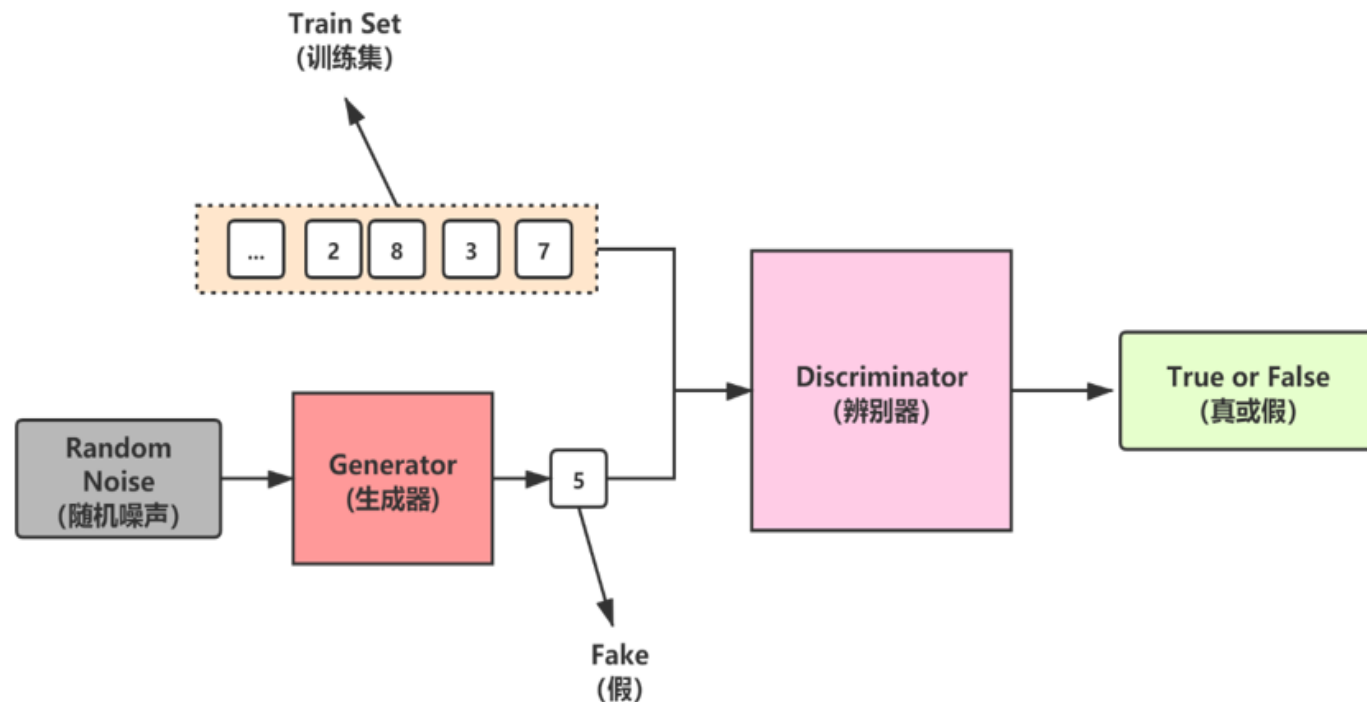 Train Set
(训练集)
... 2 8 3 7
Discriminator
(辨别器)
True or False
(真或假)
Random
Noise
(随机噪声)
Generator
(生成器)
5
Fake
(假)